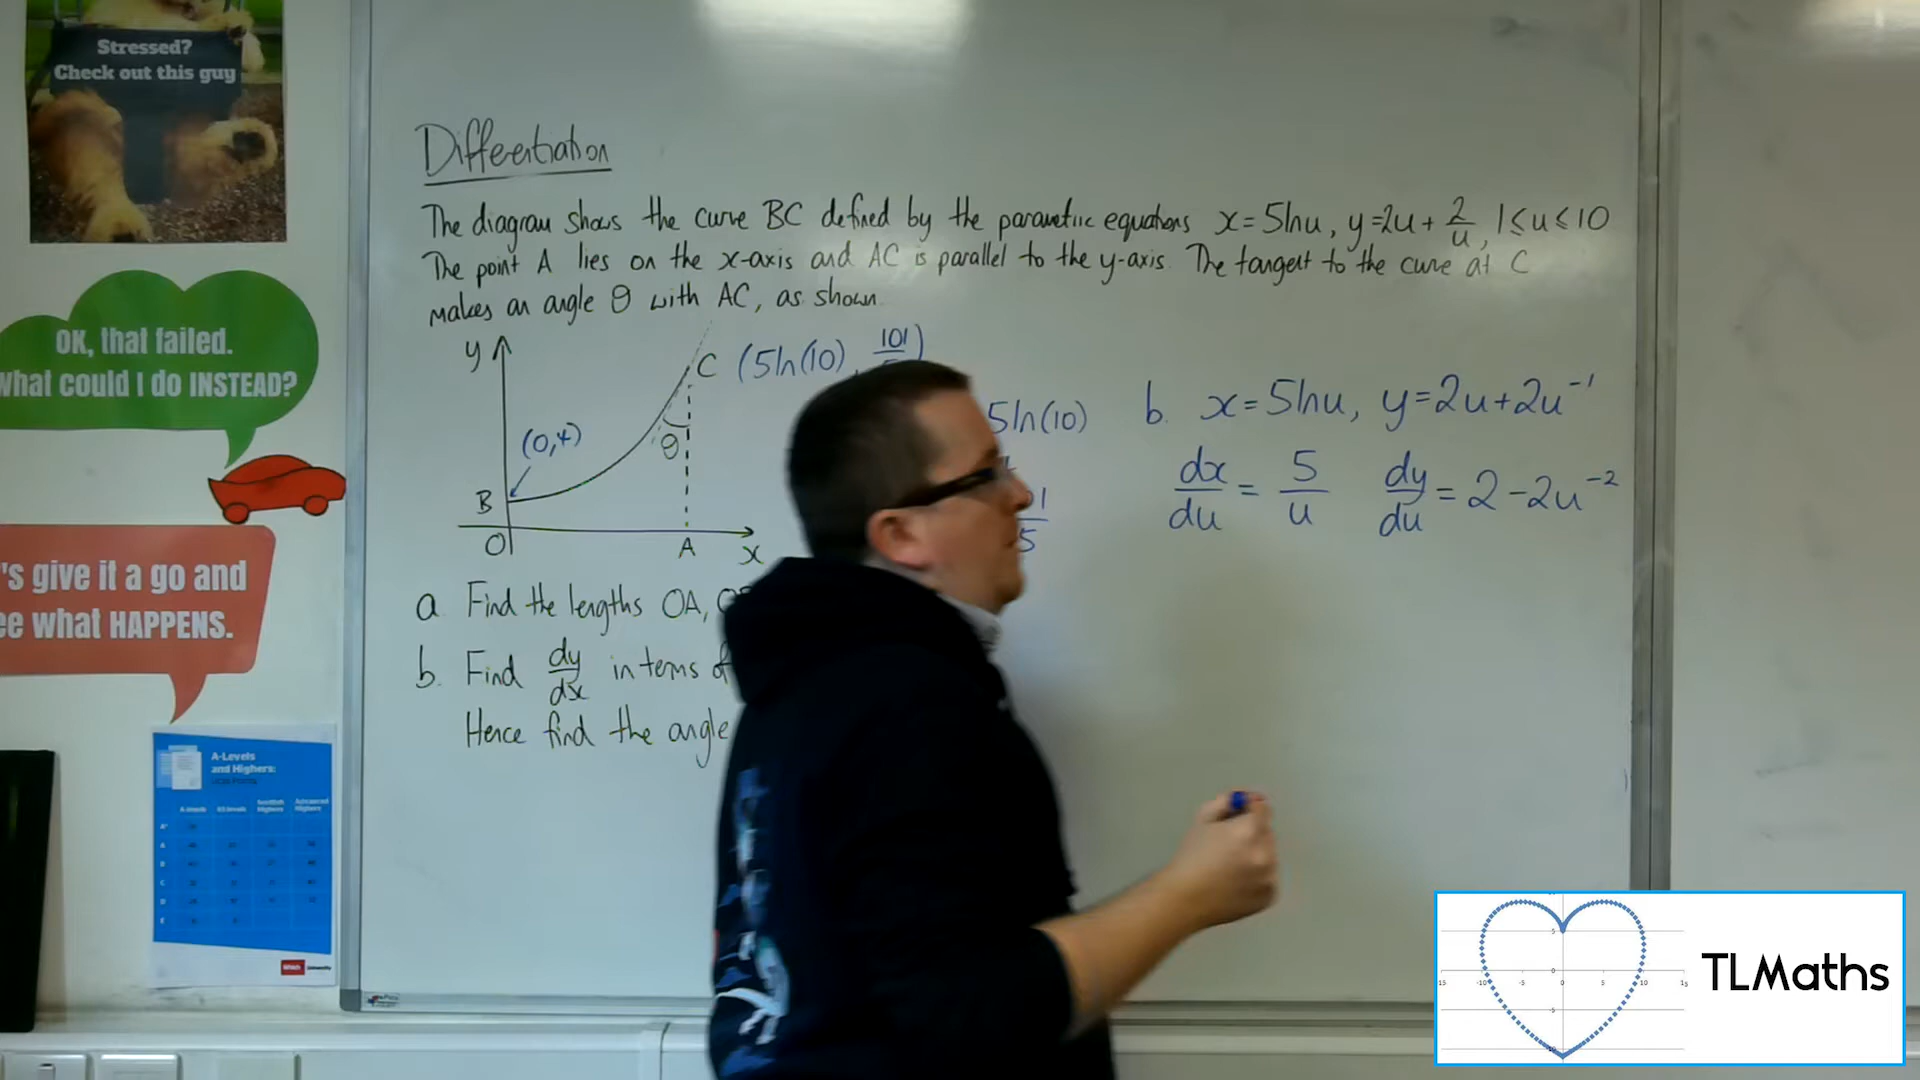 Stressed?
Check out this guy
OK, that failed.
What could I do INSTEAD?
's give it a go and
ee what HAPPENS.
A-Levels
and Highers:
Differentiation
The diagram shows the curve BC defined by the parametric equations x = 5lnu, y = 2u + 2/u, 1 ≤ u ≤ 10
The point A lies on the x-axis and AC is parallel to the y-axis. The tangent to the curve at C
makes an angle θ with AC, as shown
y
C (5ln(10), 101
(0,4)
θ
B
O
A
x
a Find the lengths OA,
b. Find dy/dx in terms of
Hence find the angle
5ln(10)
1
5
b. x = 5lnu, y = 2u + 2u⁻¹
dx/du = 5/u dy/du = 2 - 2u⁻²
TLMaths